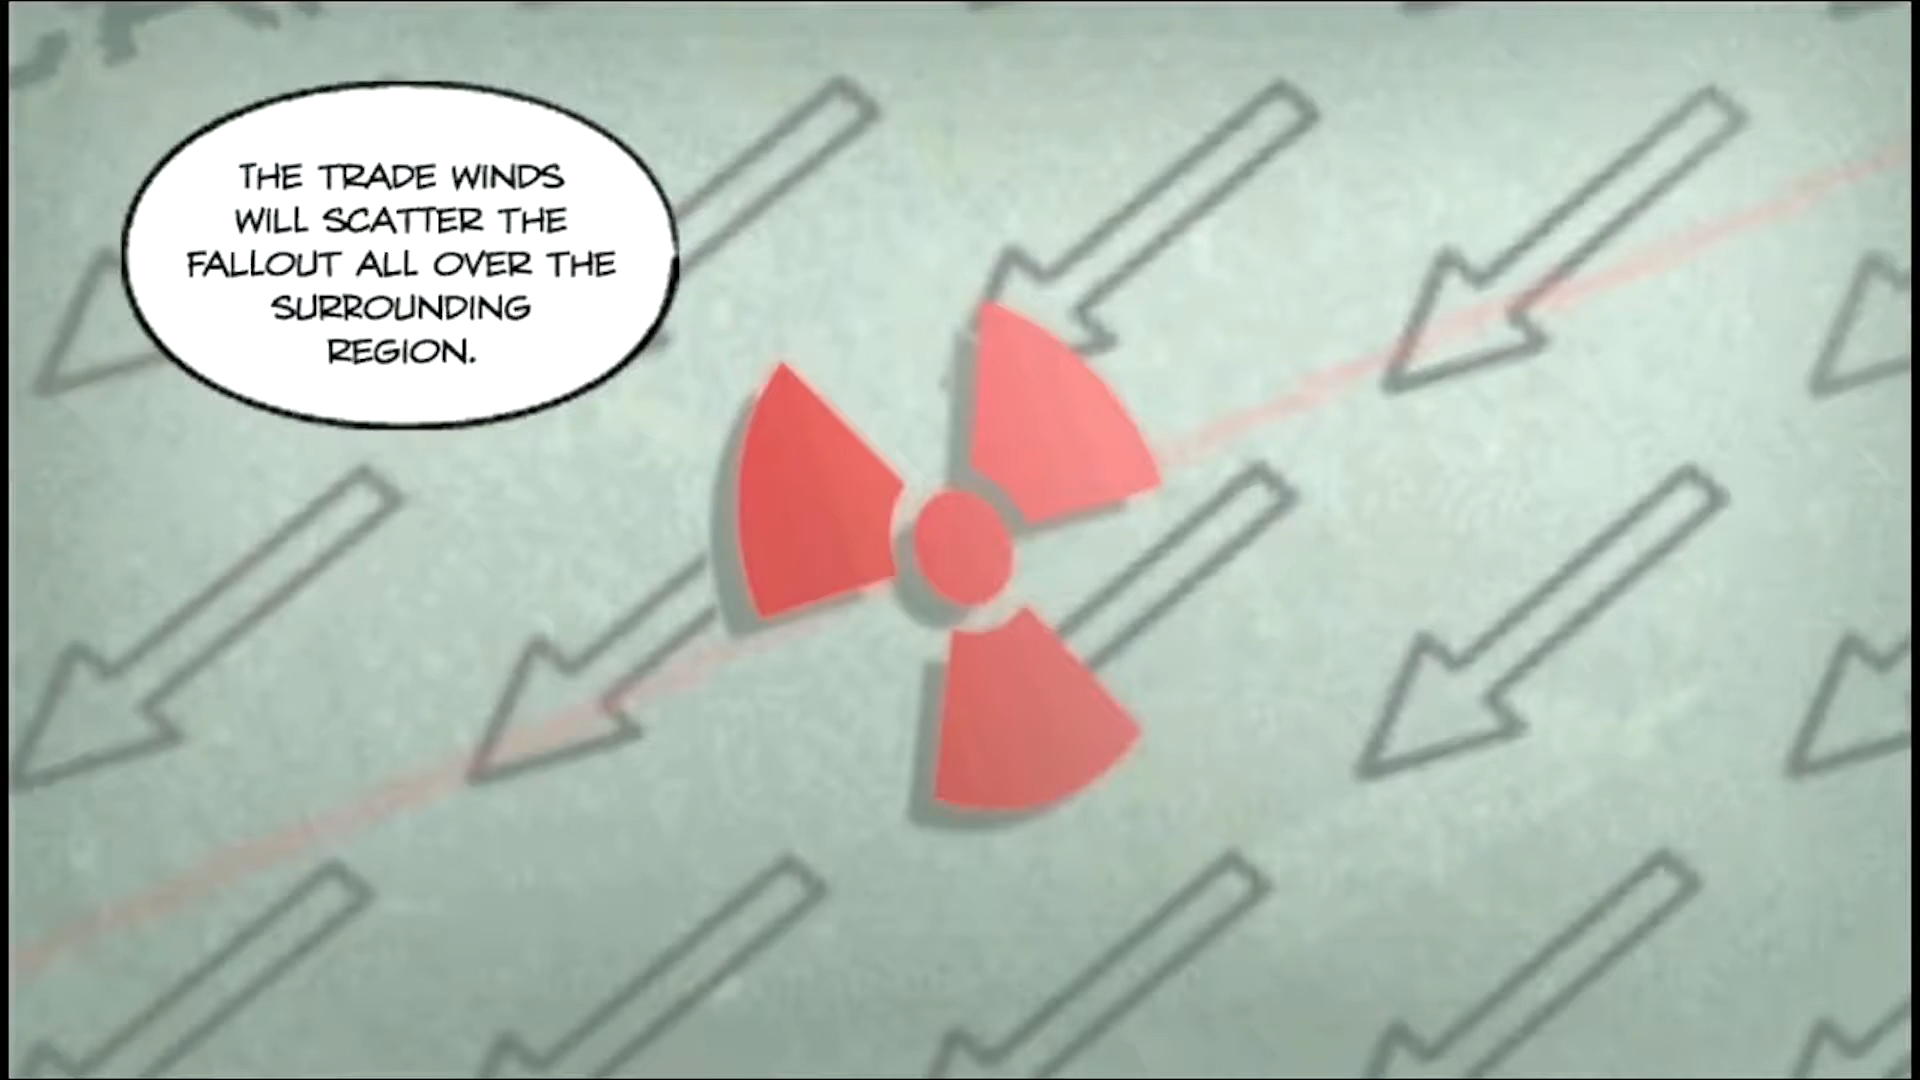 THE TRADE WINDS
WILL SCATTER THE
FALLOUT ALL OVER THE
SURROUNDING
REGION.